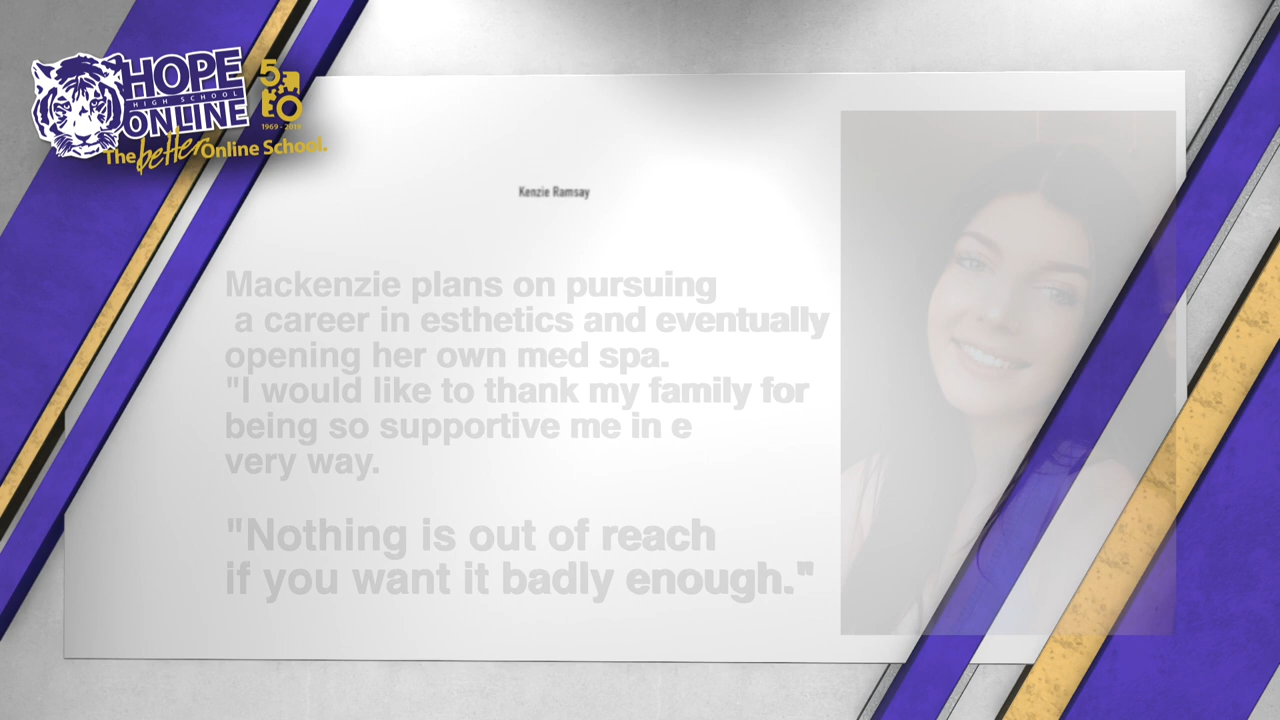 HOPE
HIGH SCHOOL
ONLINE
50
1969 - 2019
The better Online School.
Kenzie Ramsay
Mackenzie plans on pursuing
a career in esthetics and eventually
opening her own med spa.
"I would like to thank my family for
being so supportive me in e
very way.
"Nothing is out of reach
if you want it badly enough."